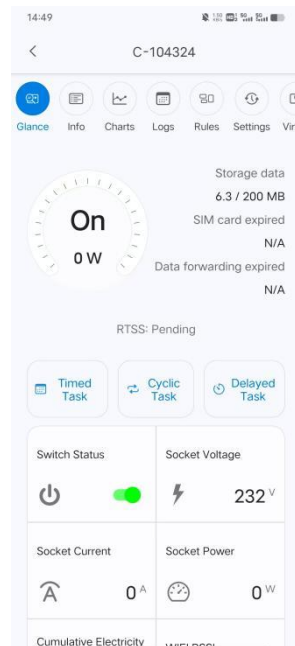 14:49
C-104324
Glance
Info
Charts
Logs
Rules
Settings
Storage data
6.3 / 200 MB
On
SIM card expired
0 W
N/A
Data forwarding expired
N/A
RTSS: Pending
Timed Task
Cyclic Task
Delayed Task
Switch Status
Socket Voltage
232 V
Socket Current
Socket Power
0 A
0 W
Cumulative Electricity